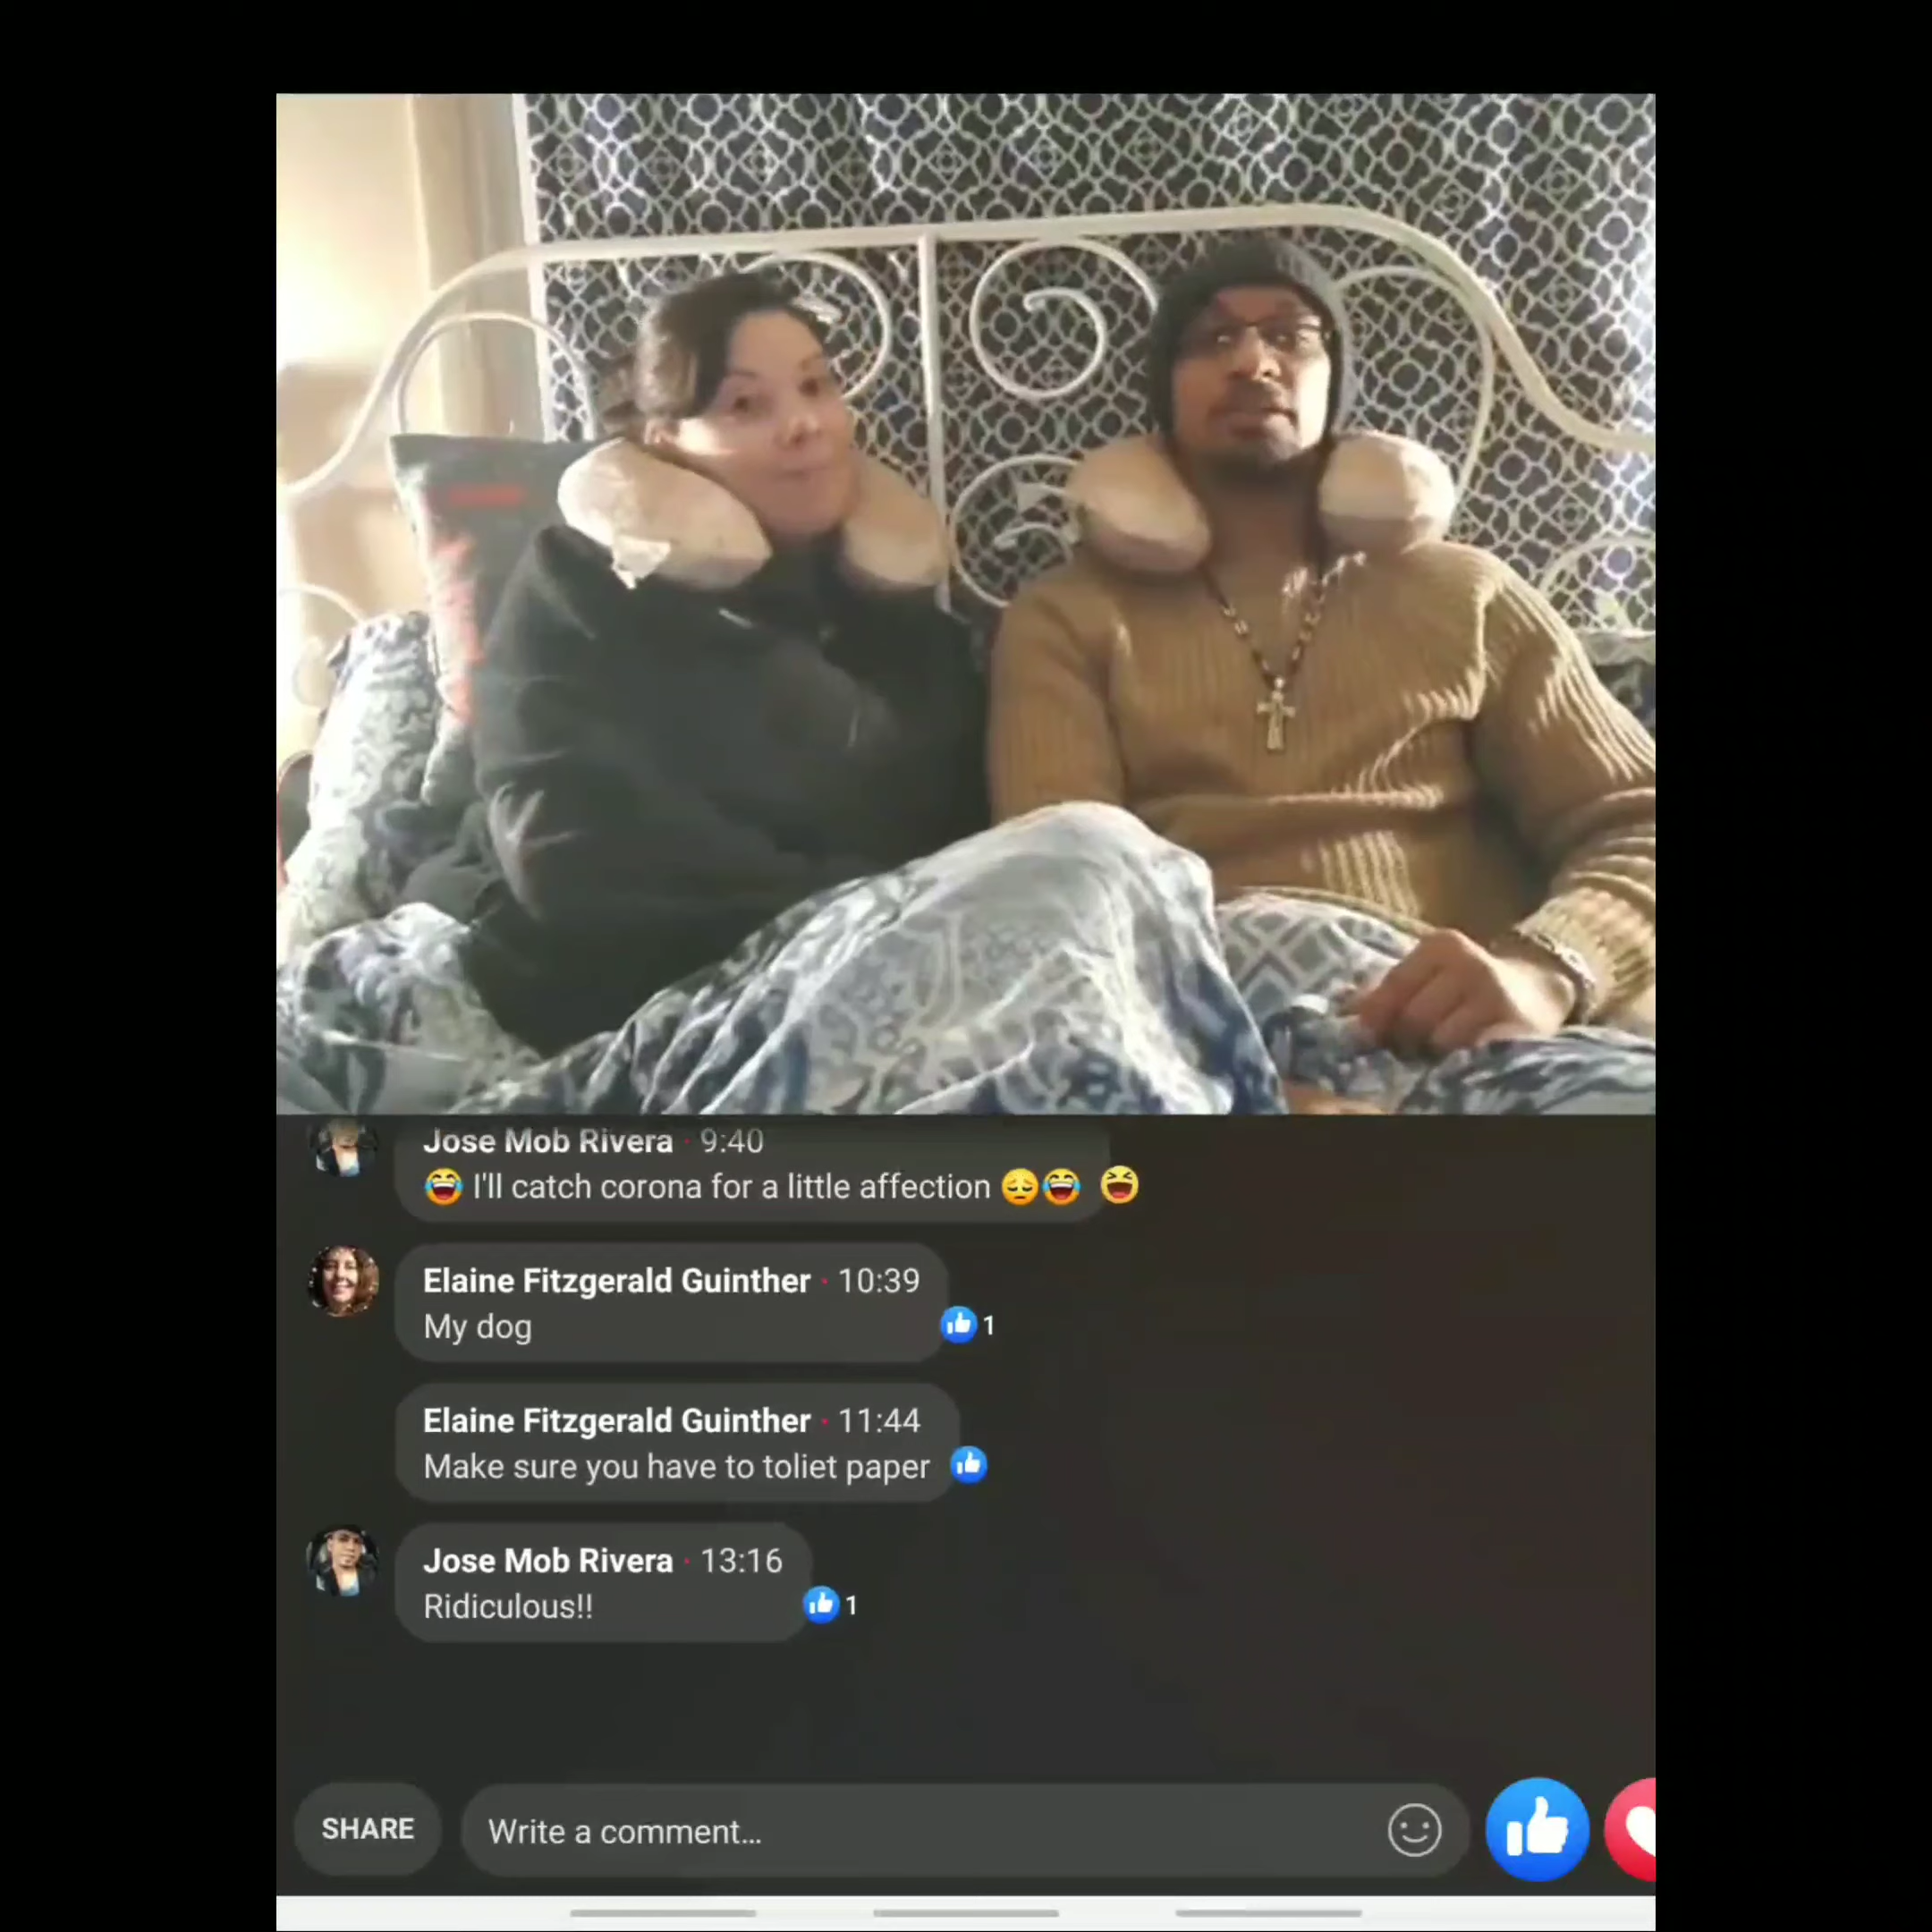 Jose Mob Rivera · 9:40
😂 I'll catch corona for a little affection 😔😂 😆
Elaine Fitzgerald Guinther · 10:39
My dog
1
Elaine Fitzgerald Guinther · 11:44
Make sure you have to toliet paper
Jose Mob Rivera · 13:16
Ridiculous!!
1
SHARE
Write a comment...